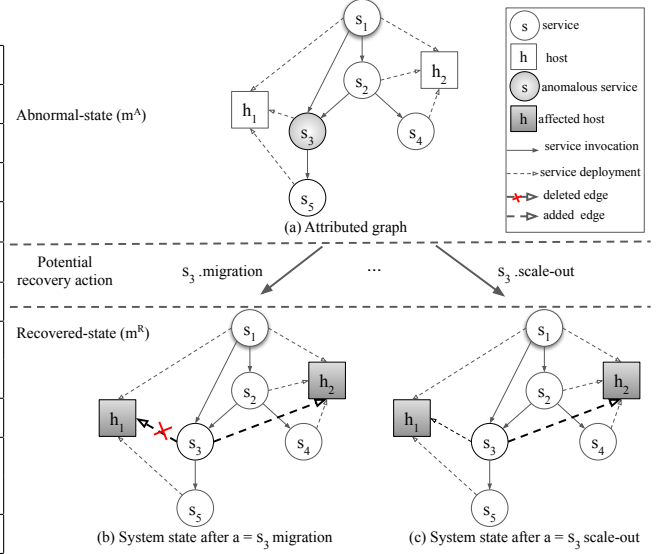 s1
s2
h2
h1
s3
s4
s5
Abnormal-state (mᴬ)
(a) Attributed graph
s service
h host
s anomalous service
h affected host
service invocation
service deployment
deleted edge
added edge
Potential
recovery action
s3 .migration
...
s3 .scale-out
Recovered-state (mᴿ)
s1
s2
h2
h1
s3
s4
s5
(b) System state after a = s3 migration
s1
s2
h2
h1
s3
s4
s5
(c) System state after a = s3 scale-out